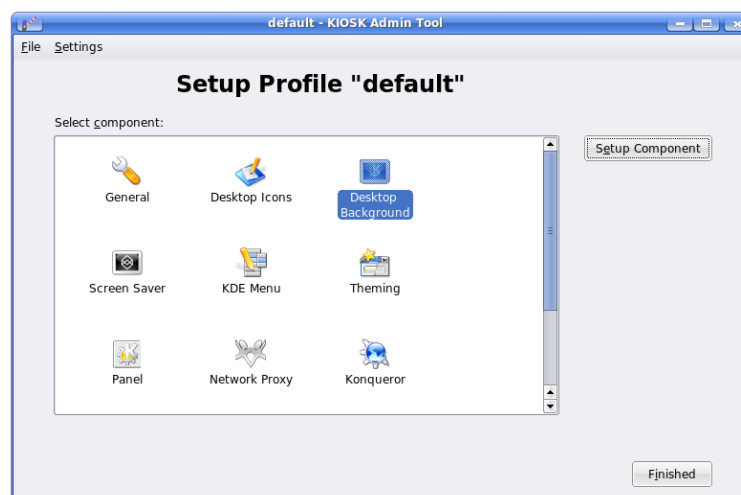 default - KIOSK Admin Tool
File Settings
Setup Profile "default"
Select component:
Setup Component
General Desktop Icons Desktop
Background
Screen Saver KDE Menu Theming
Panel Network Proxy Konqueror
Finished